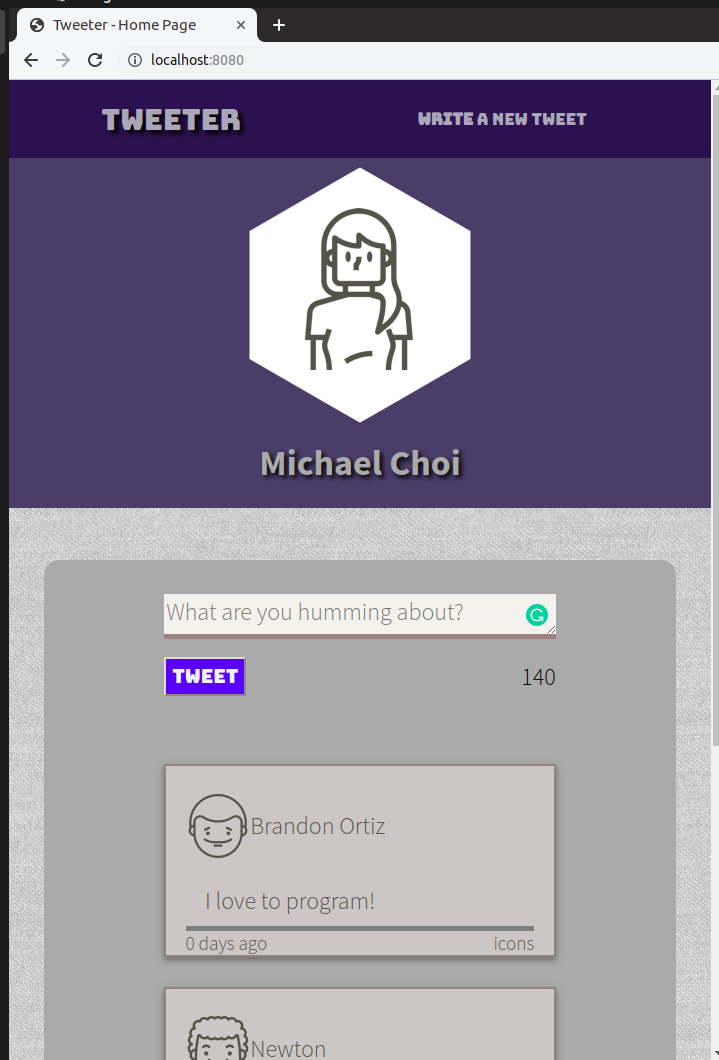 Tweeter - Home Page
localhost:8080
TWEETER
WRITE A NEW TWEET
Michael Choi
What are you humming about?
TWEET
140
Brandon Ortiz
I love to program!
0 days ago
icons
Newton